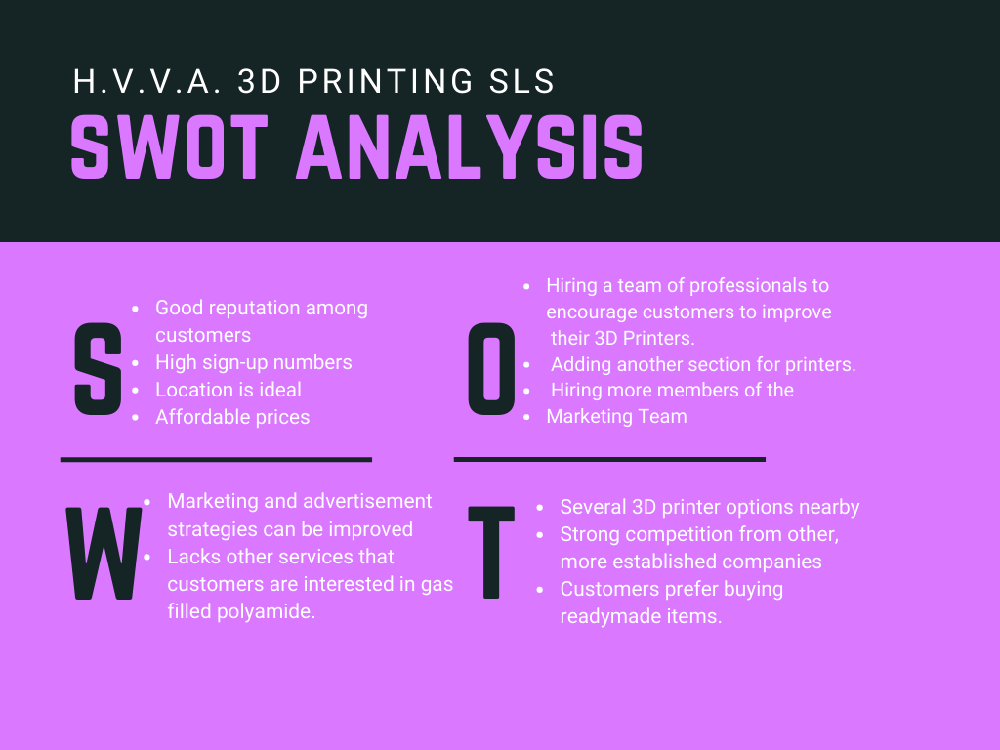 H.V.V.A. 3D PRINTING SLS
SWOT ANALYSIS
S
• Good reputation among
customers
• High sign-up numbers
• Location is ideal
• Affordable prices
O
• Hiring a team of professionals to
encourage customers to improve
their 3D Printers.
• Adding another section for printers.
• Hiring more members of the
• Marketing Team
W
• Marketing and advertisement
strategies can be improved
• Lacks other services that
customers are interested in gas
filled polyamide.
T
• Several 3D printer options nearby
• Strong competition from other,
more established companies
• Customers prefer buying
readymade items.